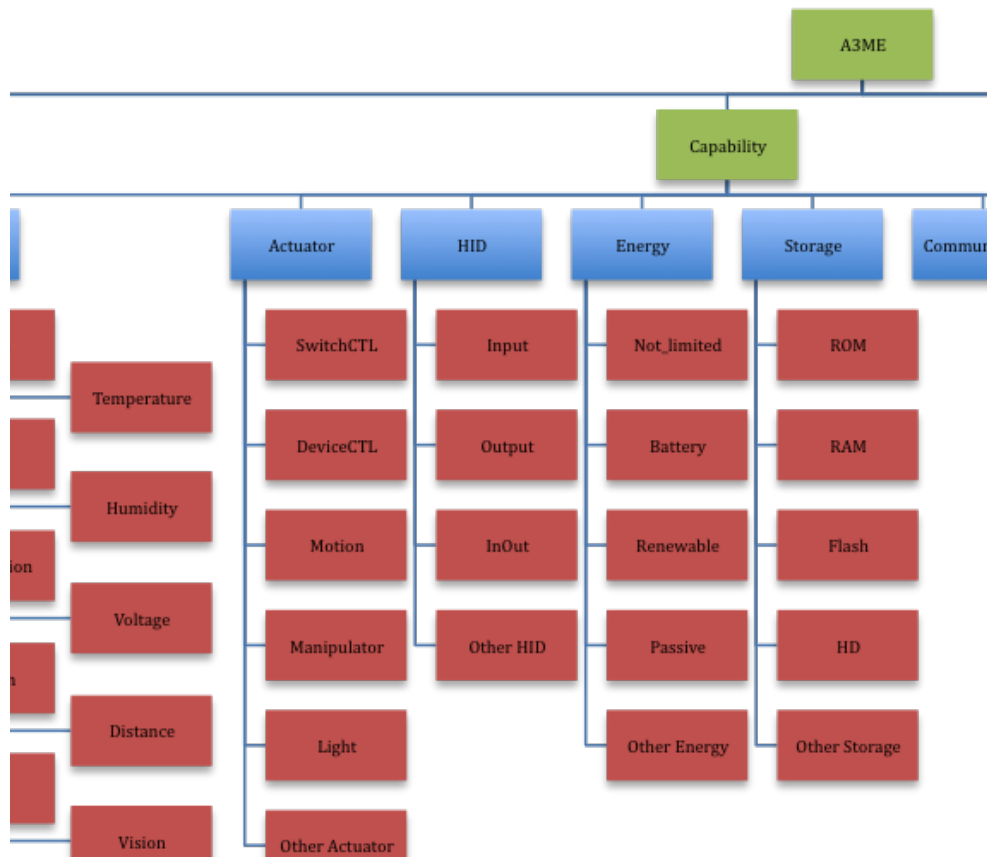 A3ME
Capability
Actuator
HID
Energy
Storage
SwitchCTL
Input
Not_limited
ROM
Temperature
DeviceCTL
Output
Battery
RAM
Humidity
Motion
InOut
Renewable
Flash
Voltage
Manipulator
Other HID
Passive
HD
Distance
Light
Other Energy
Other Storage
Vision
Other Actuator